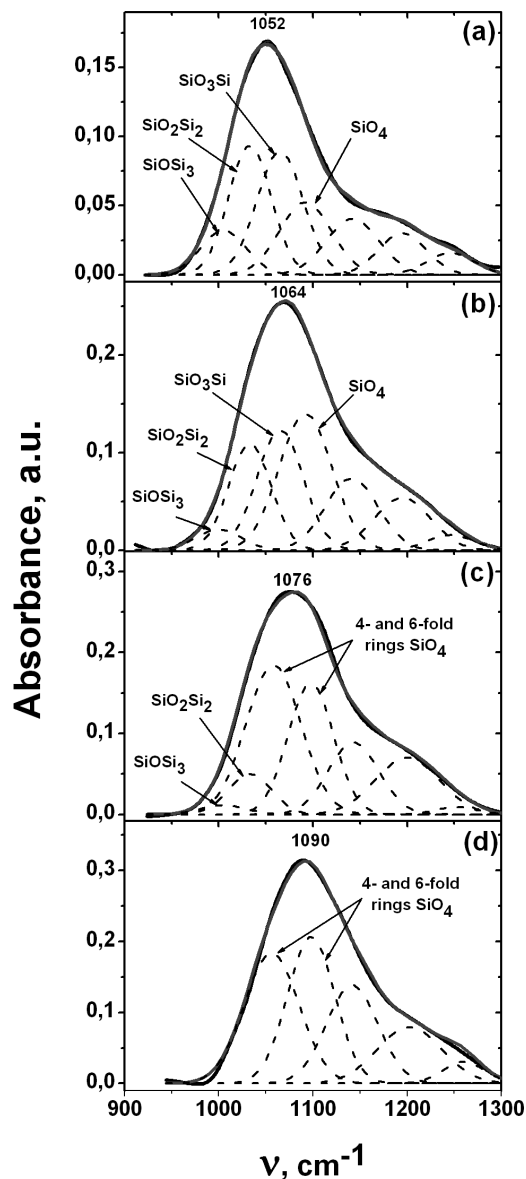 1052
(a)
0,15
SiO3Si
SiO2Si2
0,10
SiO4
SiOSi3
0,05
0,00
1064
(b)
0,2
SiO3Si
SiO4
SiO2Si2
0,1
SiOSi3
0,0
0,3
1076
(c)
4- and 6-fold
rings SiO4
0,2
SiO2Si2
0,1
SiOSi3
0,0
1090
(d)
0,3
4- and 6-fold
rings SiO4
0,2
0,1
0,0
900 1000 1100 1200 1300
ν, cm-1
Absorbance, a.u.